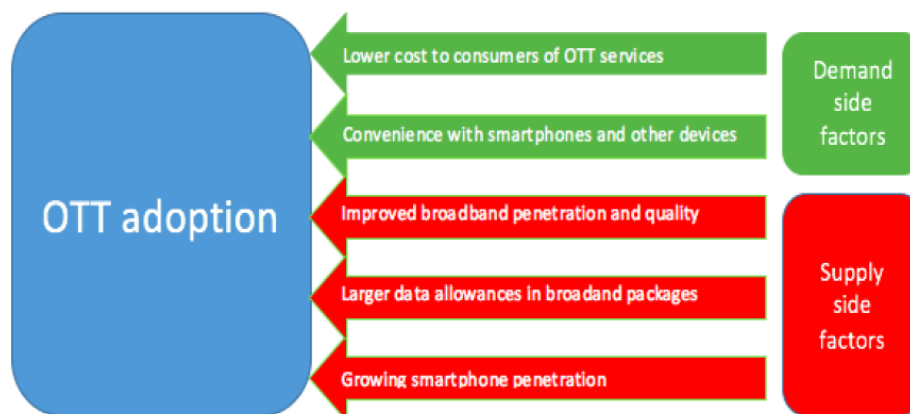 OTT adoption
Lower cost to consumers of OTT services
Convenience with smartphones and other devices
Improved broadband penetration and quality
Larger data allowances in broadand packages
Growing smartphone penetration
Demand
side
factors
Supply
side
factors